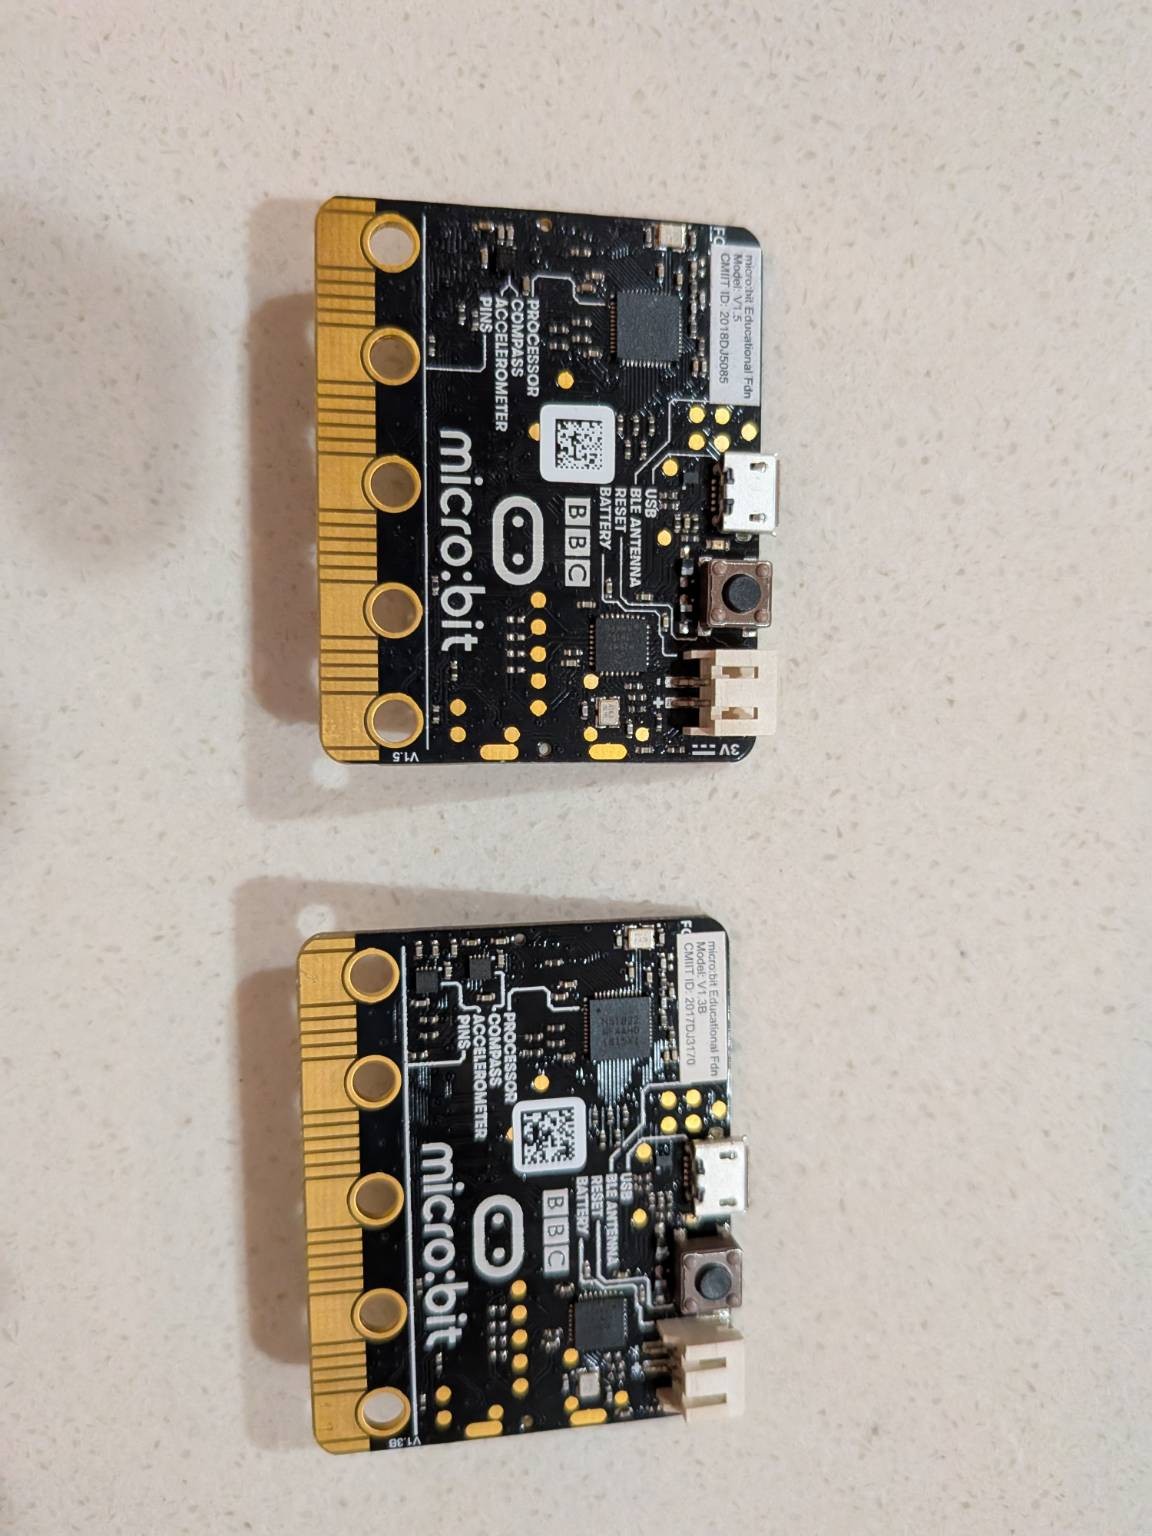 micro:bit Educational Fdn
Model: V1.5
CMIIT ID: 2018DJ5085
PROCESSOR
COMPASS
ACCELEROMETER
PINS
USB
BLE ANTENNA
RESET
BATTERY
BBC
micro:bit
- +
3V
V1.5
micro:bit Educational Fdn
Model: V1.3B
CMIIT ID: 2017DJ3170
N51822
PROCESSOR
COMPASS
ACCELEROMETER
PINS
USB
BLE ANTENNA
RESET
BATTERY
BBC
micro:bit
V1.3B